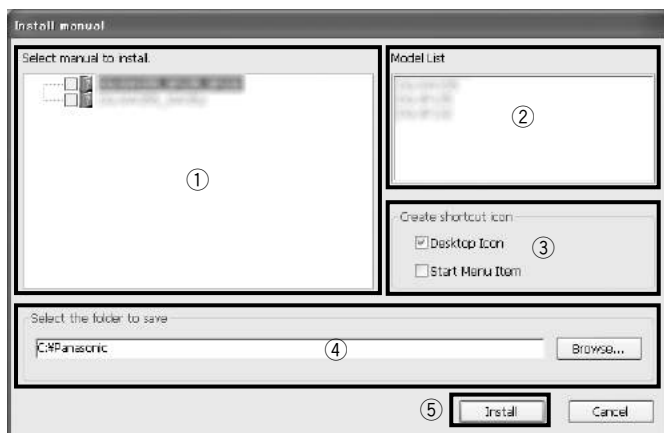 Install manual
Select manual to install.
Model List
①
②
Create shortcut icon
Desktop Icon
③
Start Menu Item
Select the folder to save
C:¥Panasonic
④
Browse...
⑤
Install
Cancel